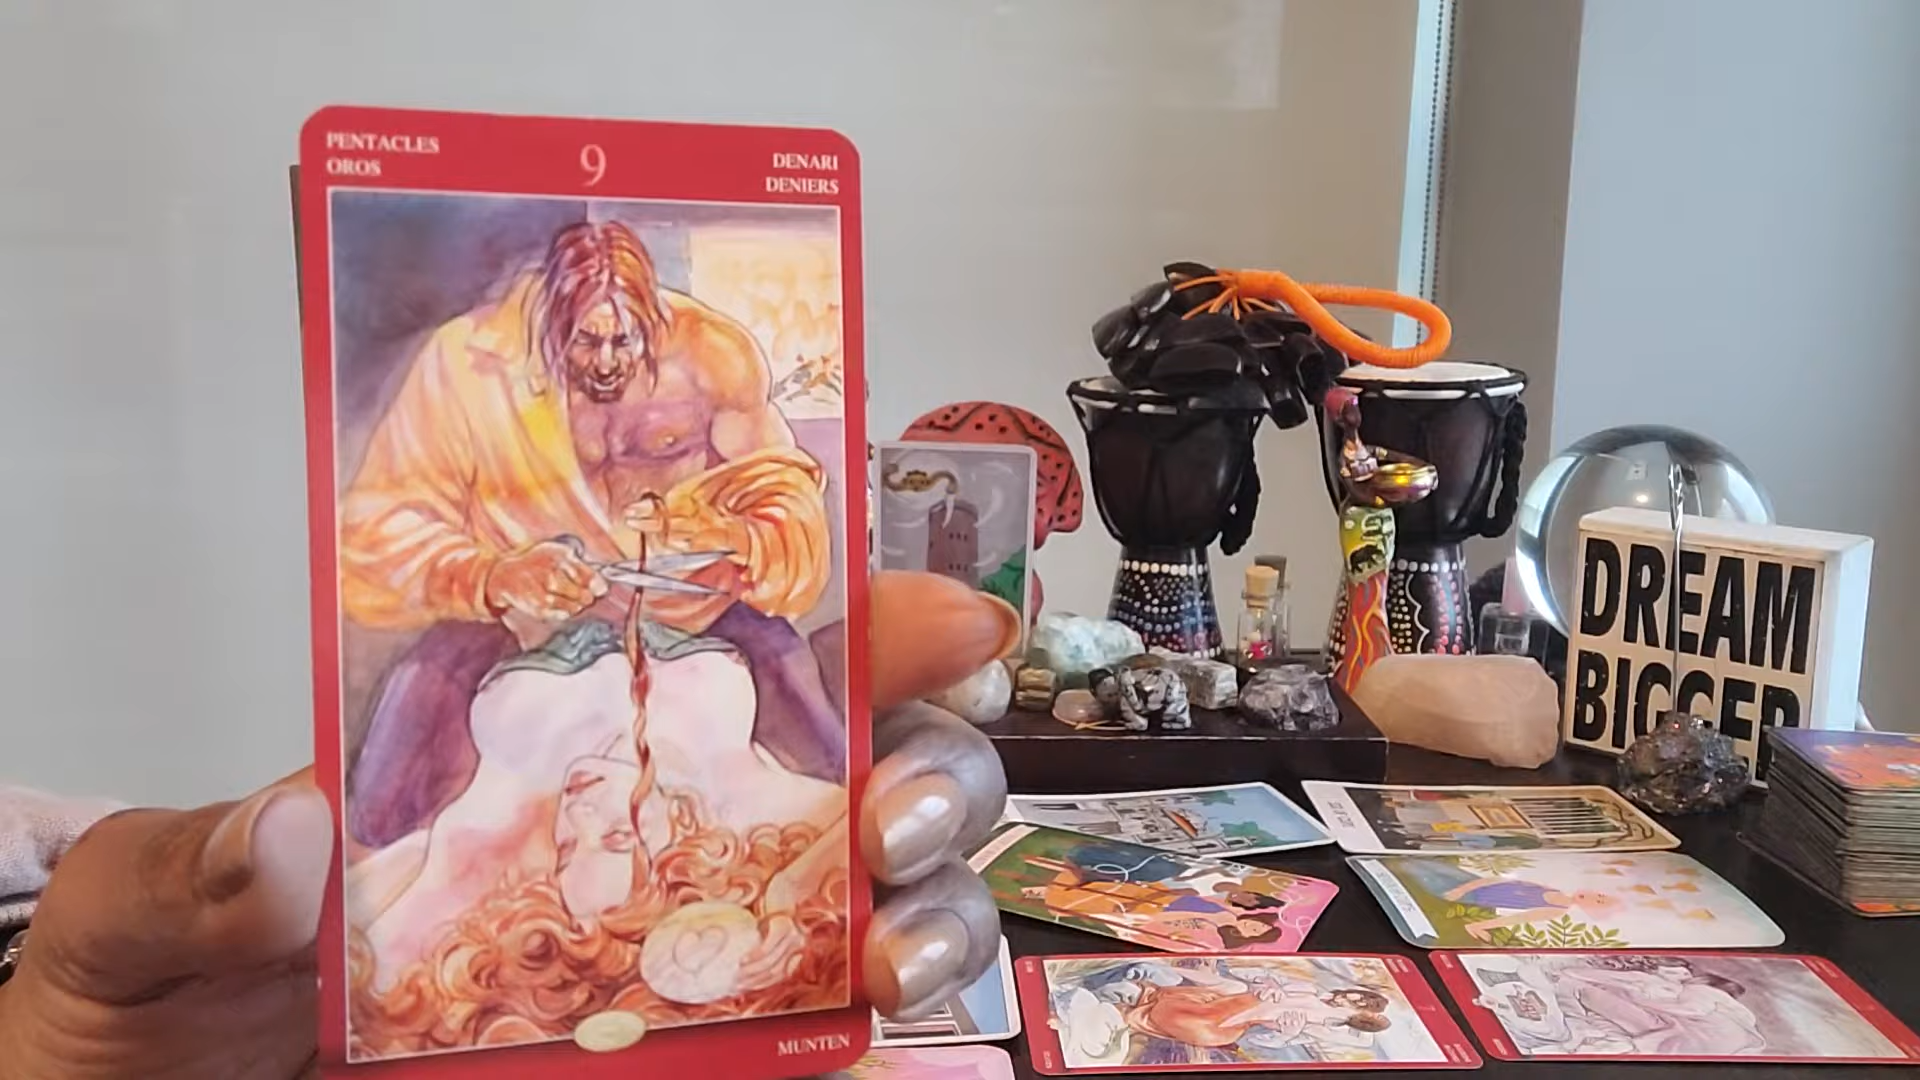 PENTACLES
OROS
9
DENARI
DENIERS
MUNTEN
DREAM
BIGGER